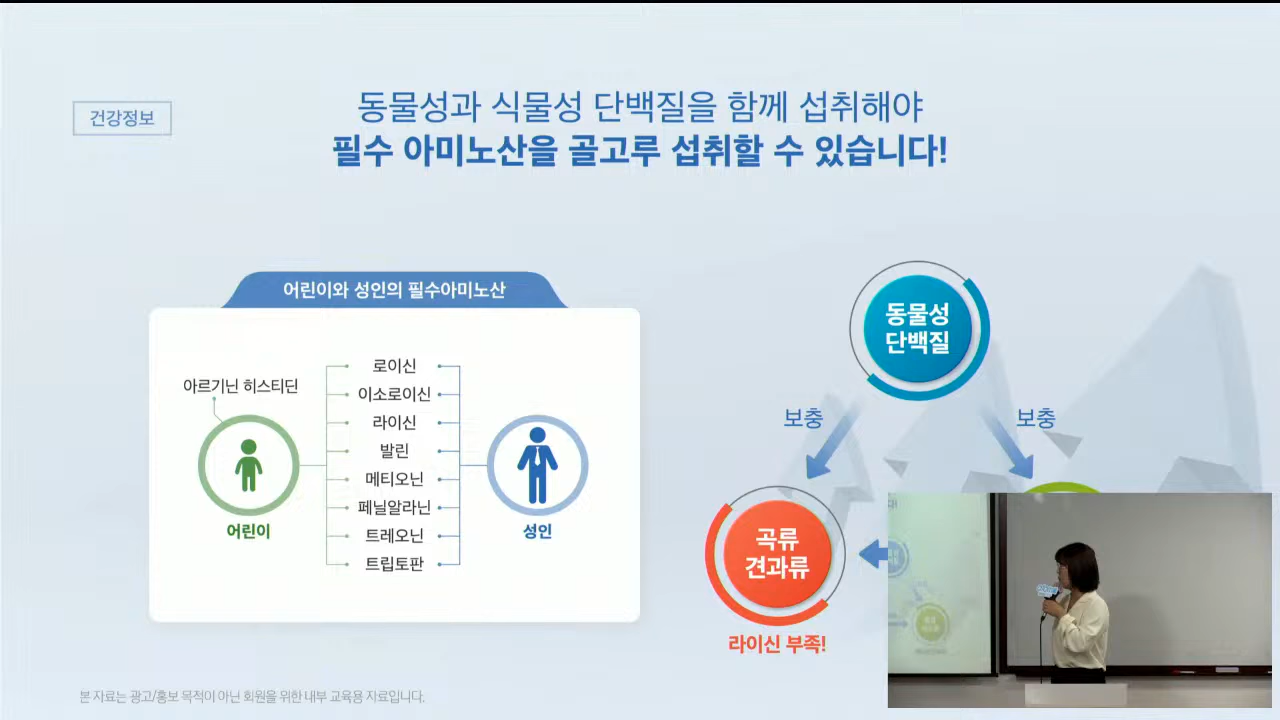 건강정보
동물성과 식물성 단백질을 함께 섭취해야
필수 아미노산을 골고루 섭취할 수 있습니다!
어린이와 성인의 필수아미노산
아르기닌 히스티딘
어린이
로이신
이소로이신
라이신
발린
메티오닌
페닐알라닌
트레오닌
트립토판
성인
동물성
단백질
보충
보충
곡류
견과류
라이신 부족!
본 자료는 광고/홍보 목적이 아닌 회원을 위한 내부 교육용 자료입니다.